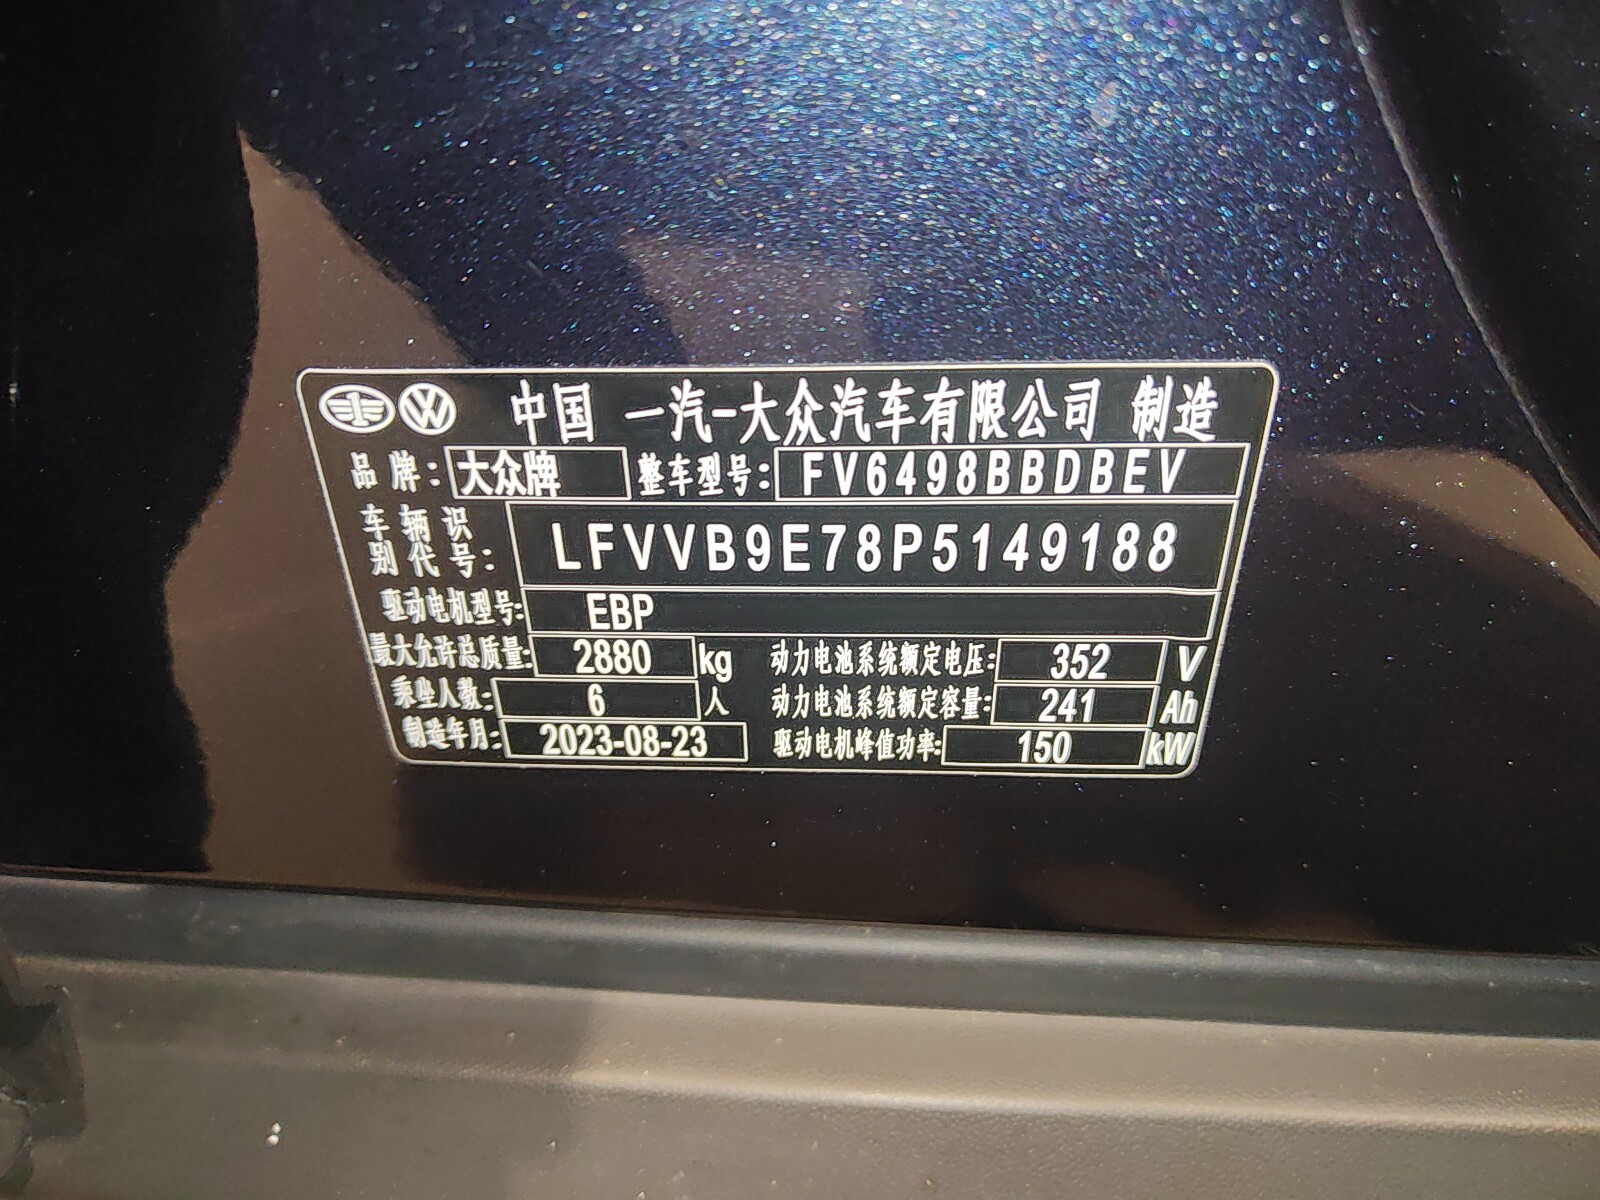 中国 一汽-大众汽车有限公司 制造
品牌: 大众牌 整车型号: FV6498BBDBEV
车辆识别代号: LFVVB9E78P5149188
驱动电机型号: EBP
最大允许总质量: 2880 kg 动力电池系统额定电压: 352 V
乘坐人数: 6 人 动力电池系统额定容量: 241 Ah
制造年月: 2023-08-23 驱动电机峰值功率: 150 kW